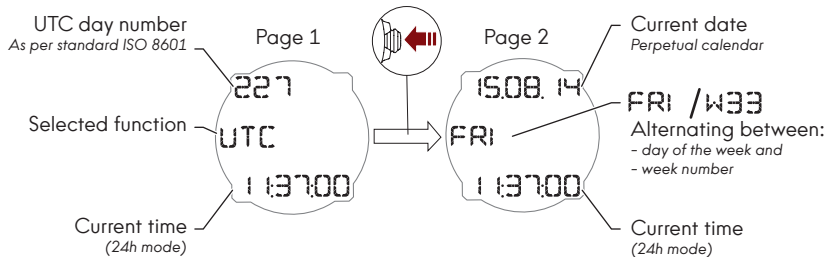 UTC day number
As per standard ISO 8601
Page 1
Page 2
Current date
Perpetual calendar
227
15.08. 14
Selected function
UTC
FRI
FRI /W33
Alternating between:
- day of the week and
- week number
11:37:00
11:37:00
Current time
(24h mode)
Current time
(24h mode)